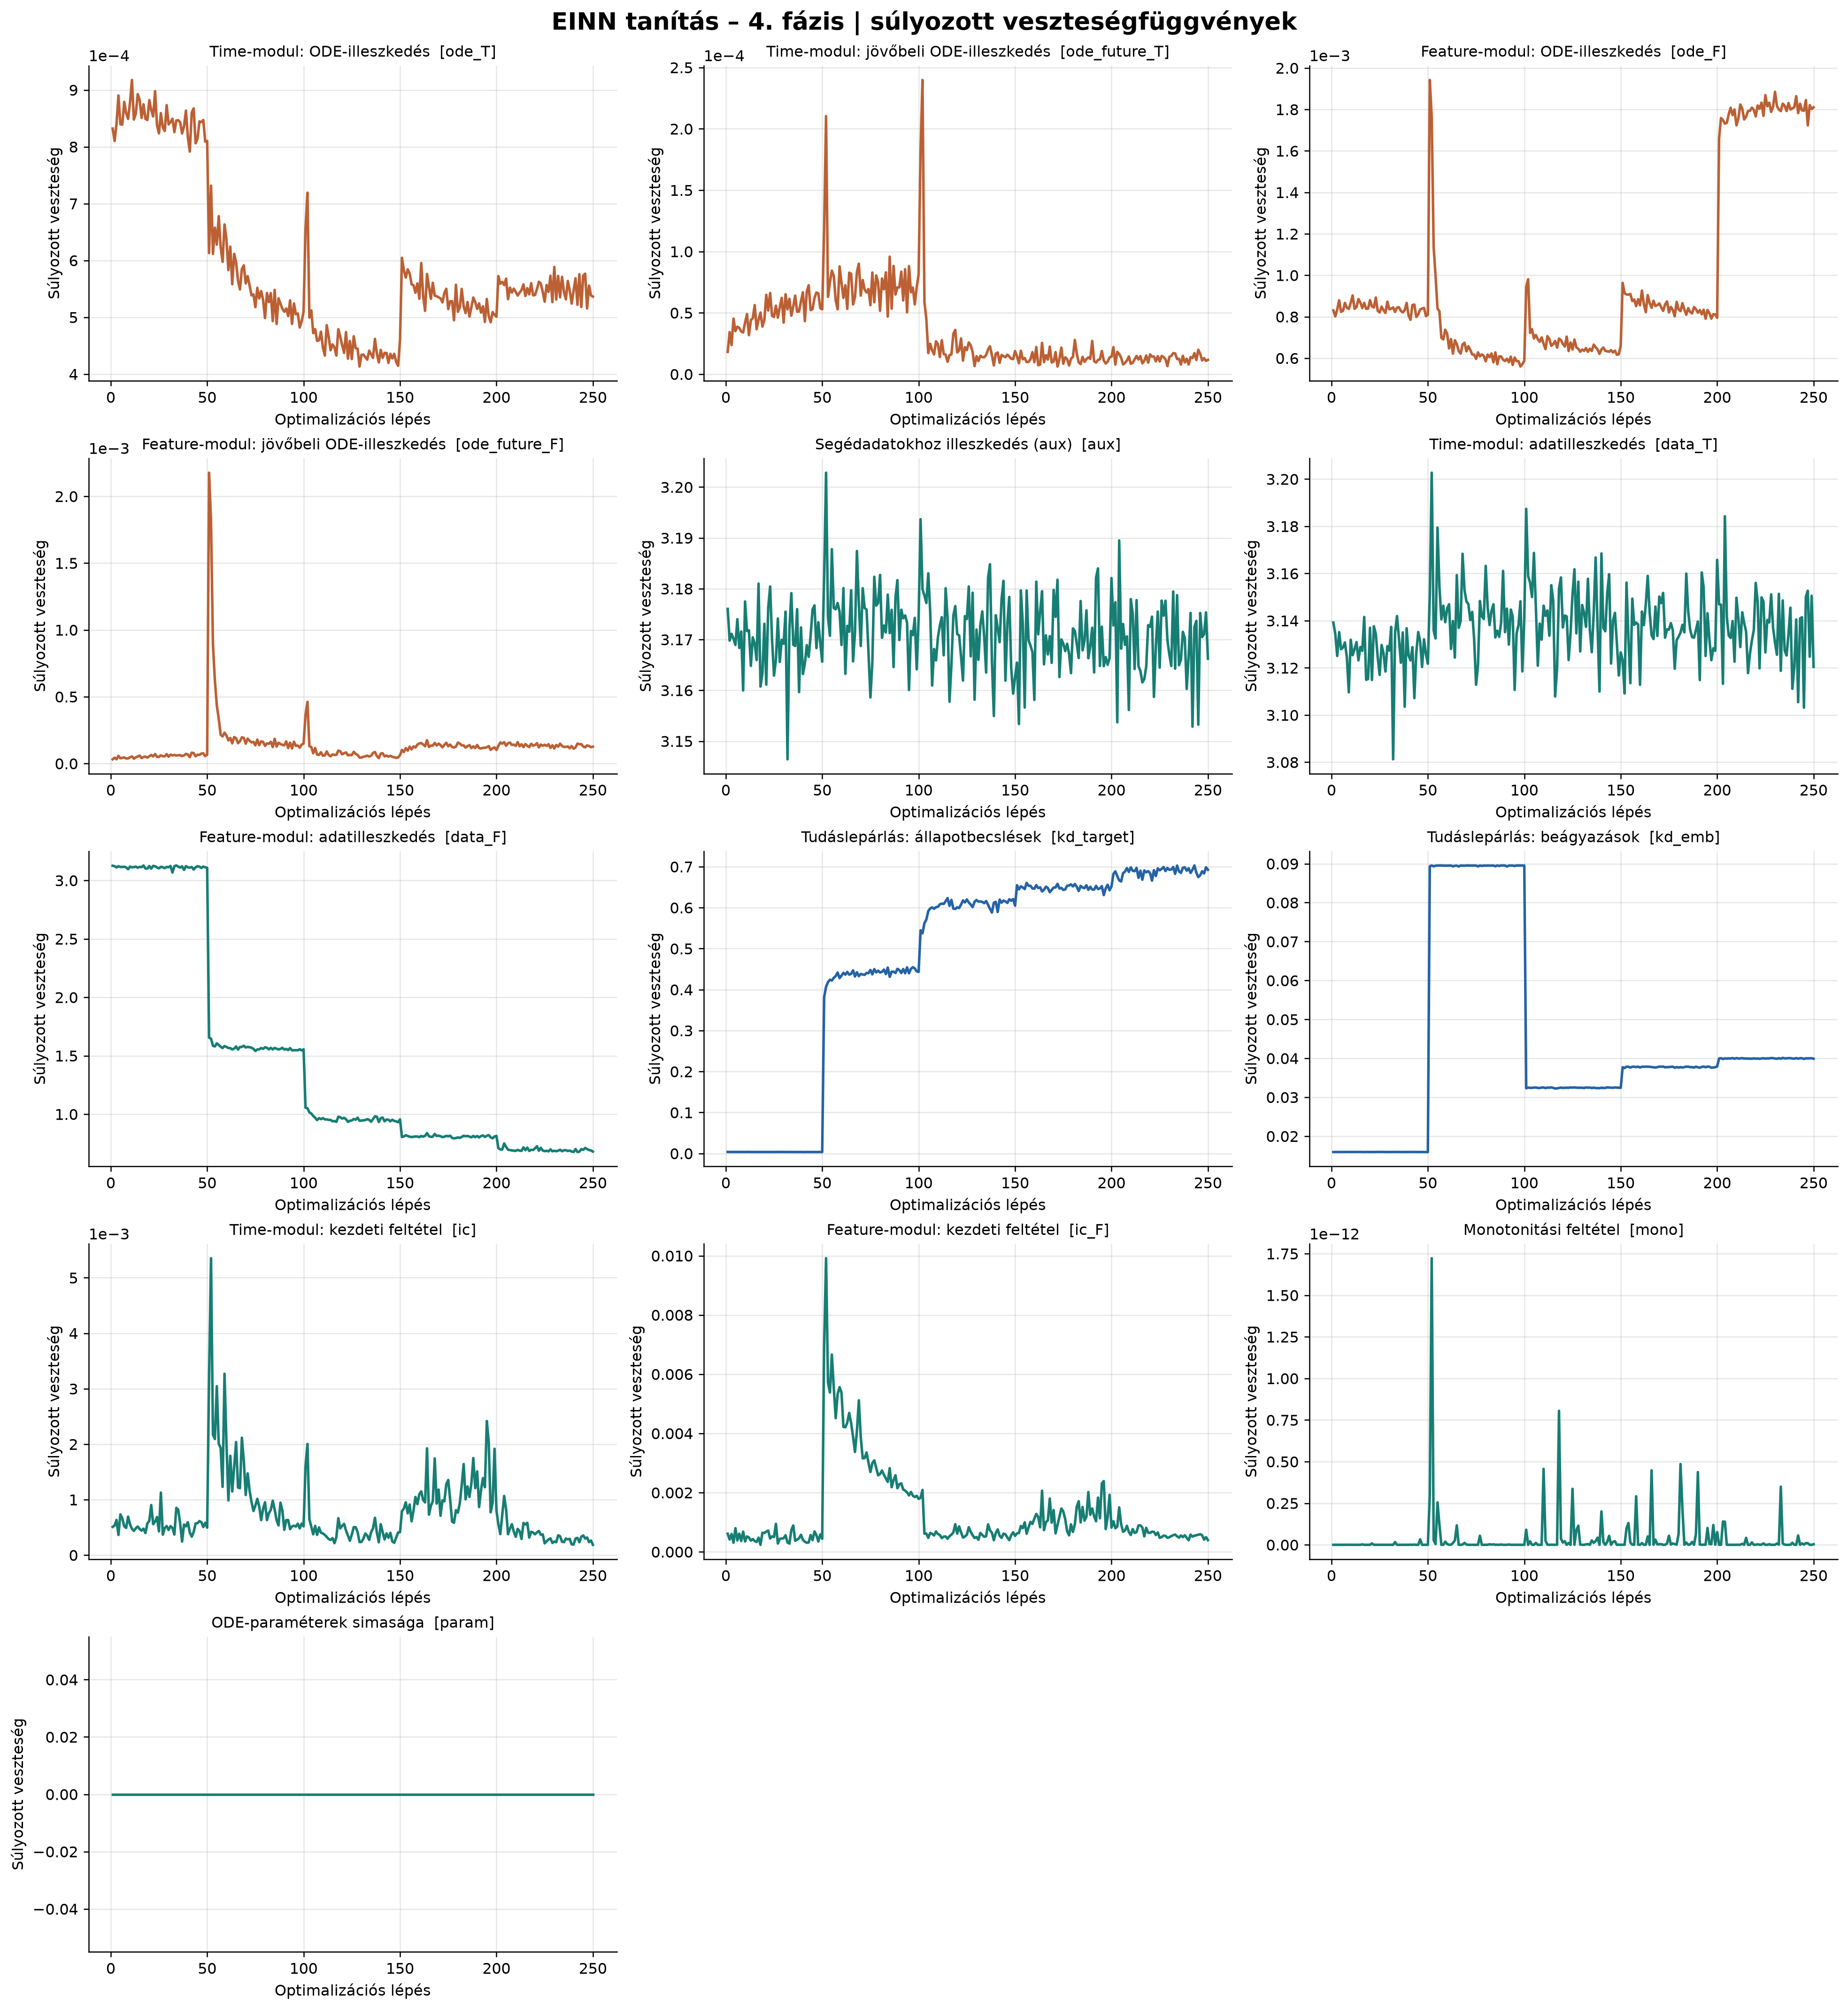 EINN tanítás – 4. fázis | súlyozott veszteségfüggvények
Time-modul: ODE-illeszkedés [ode_T]
1e−4
Súlyozott veszteség
9
8
7
6
5
4
0 50 100 150 200 250
Optimalizációs lépés
Time-modul: jövőbeli ODE-illeszkedés [ode_future_T]
1e−4
Súlyozott veszteség
2.5
2.0
1.5
1.0
0.5
0.0
0 50 100 150 200 250
Optimalizációs lépés
Feature-modul: ODE-illeszkedés [ode_F]
1e−3
Súlyozott veszteség
2.0
1.8
1.6
1.4
1.2
1.0
0.8
0.6
0 50 100 150 200 250
Optimalizációs lépés
Feature-modul: jövőbeli ODE-illeszkedés [ode_future_F]
1e−3
Súlyozott veszteség
2.0
1.5
1.0
0.5
0.0
0 50 100 150 200 250
Optimalizációs lépés
Segédadatokhoz illeszkedés (aux) [aux]
Súlyozott veszteség
3.20
3.19
3.18
3.17
3.16
3.15
0 50 100 150 200 250
Optimalizációs lépés
Time-modul: adatilleszkedés [data_T]
Súlyozott veszteség
3.20
3.18
3.16
3.14
3.12
3.10
3.08
0 50 100 150 200 250
Optimalizációs lépés
Feature-modul: adatilleszkedés [data_F]
Súlyozott veszteség
3.0
2.5
2.0
1.5
1.0
0 50 100 150 200 250
Optimalizációs lépés
Tudáslepárlás: állapotbecslések [kd_target]
Súlyozott veszteség
0.7
0.6
0.5
0.4
0.3
0.2
0.1
0.0
0 50 100 150 200 250
Optimalizációs lépés
Tudáslepárlás: beágyazások [kd_emb]
Súlyozott veszteség
0.09
0.08
0.07
0.06
0.05
0.04
0.03
0.02
0 50 100 150 200 250
Optimalizációs lépés
Time-modul: kezdeti feltétel [ic]
1e−3
Súlyozott veszteség
5
4
3
2
1
0
0 50 100 150 200 250
Optimalizációs lépés
Feature-modul: kezdeti feltétel [ic_F]
Súlyozott veszteség
0.010
0.008
0.006
0.004
0.002
0.000
0 50 100 150 200 250
Optimalizációs lépés
Monotonitási feltétel [mono]
1e−12
Súlyozott veszteség
1.75
1.50
1.25
1.00
0.75
0.50
0.25
0.00
0 50 100 150 200 250
Optimalizációs lépés
ODE-paraméterek simasága [param]
Súlyozott veszteség
0.04
0.02
0.00
−0.02
−0.04
0 50 100 150 200 250
Optimalizációs lépés